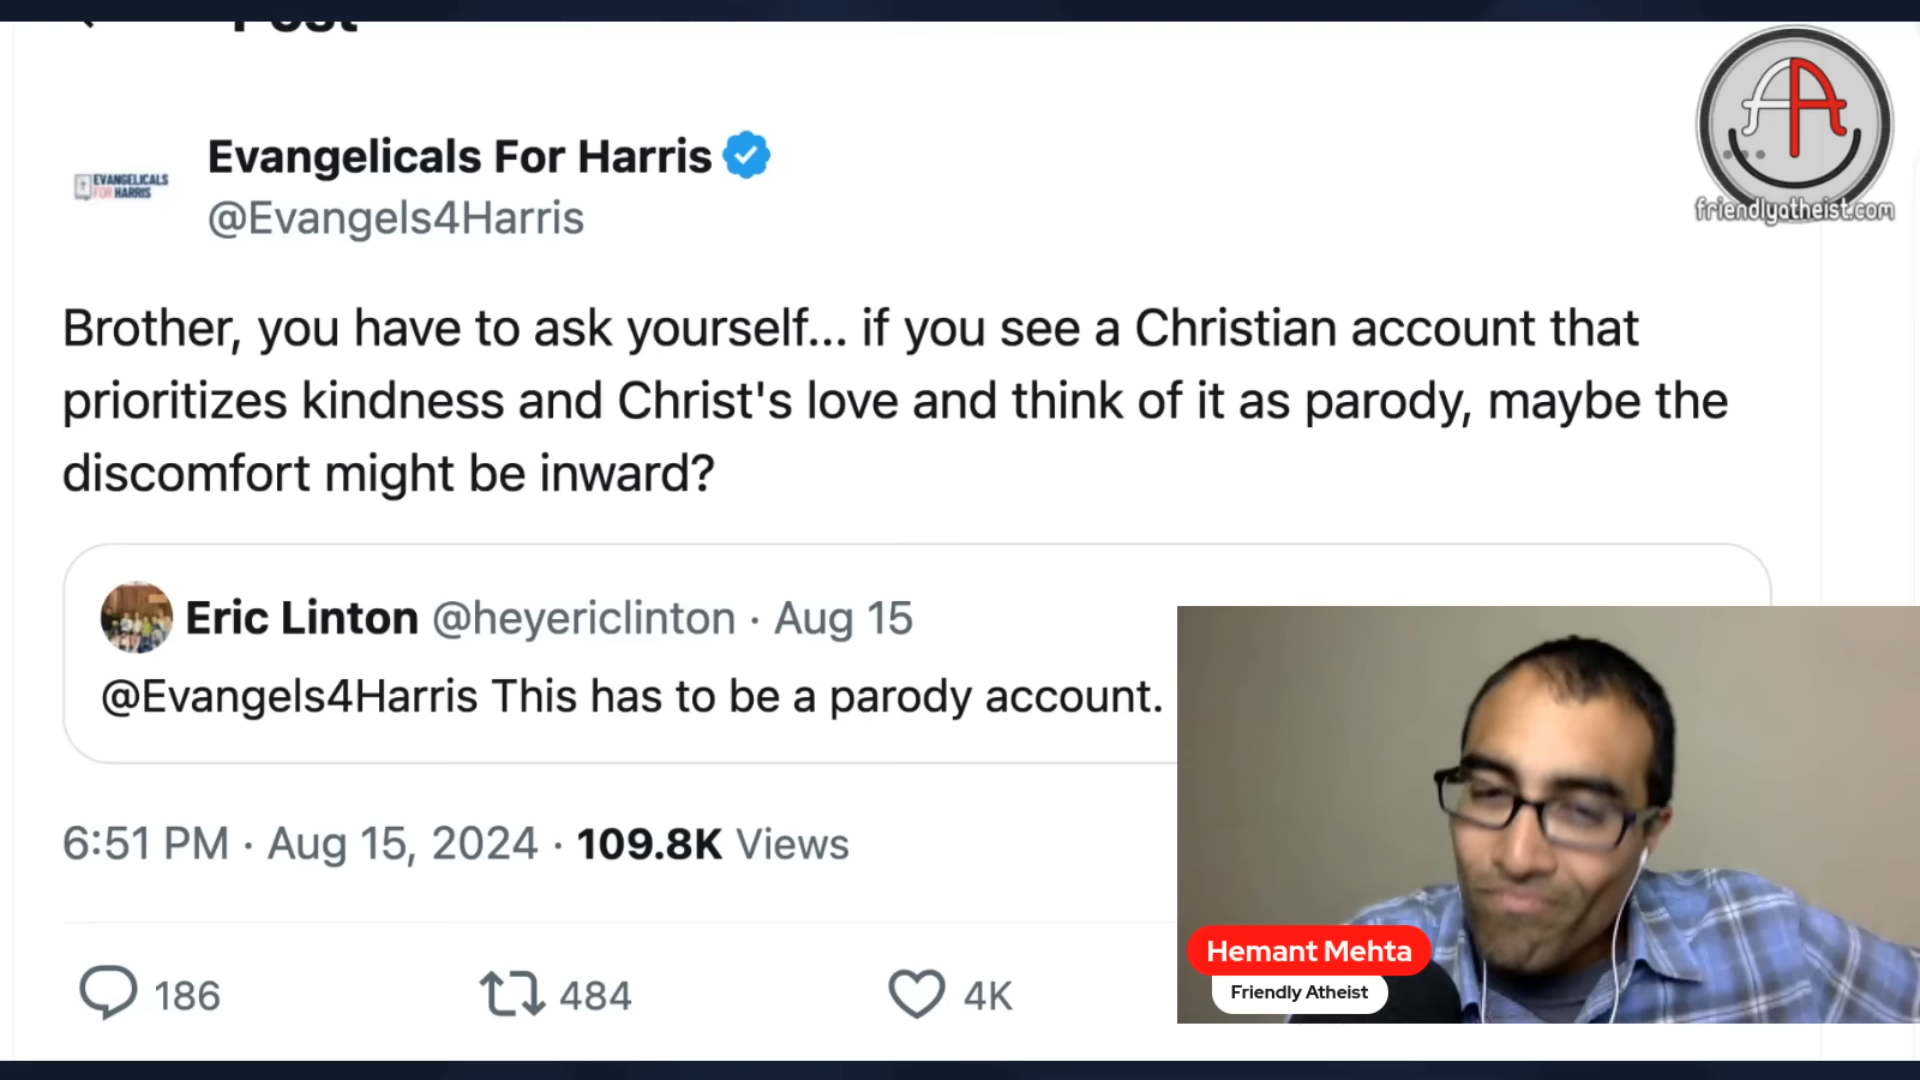 Post
Evangelicals For Harris
@Evangels4Harris
EVANGELICALS
FOR HARRIS
friendlyatheist.com
Brother, you have to ask yourself... if you see a Christian account that
prioritizes kindness and Christ's love and think of it as parody, maybe the
discomfort might be inward?
Eric Linton @heyericlinton · Aug 15
@Evangels4Harris This has to be a parody account.
6:51 PM · Aug 15, 2024 · 109.8K Views
186 484 4K
Hemant Mehta
Friendly Atheist